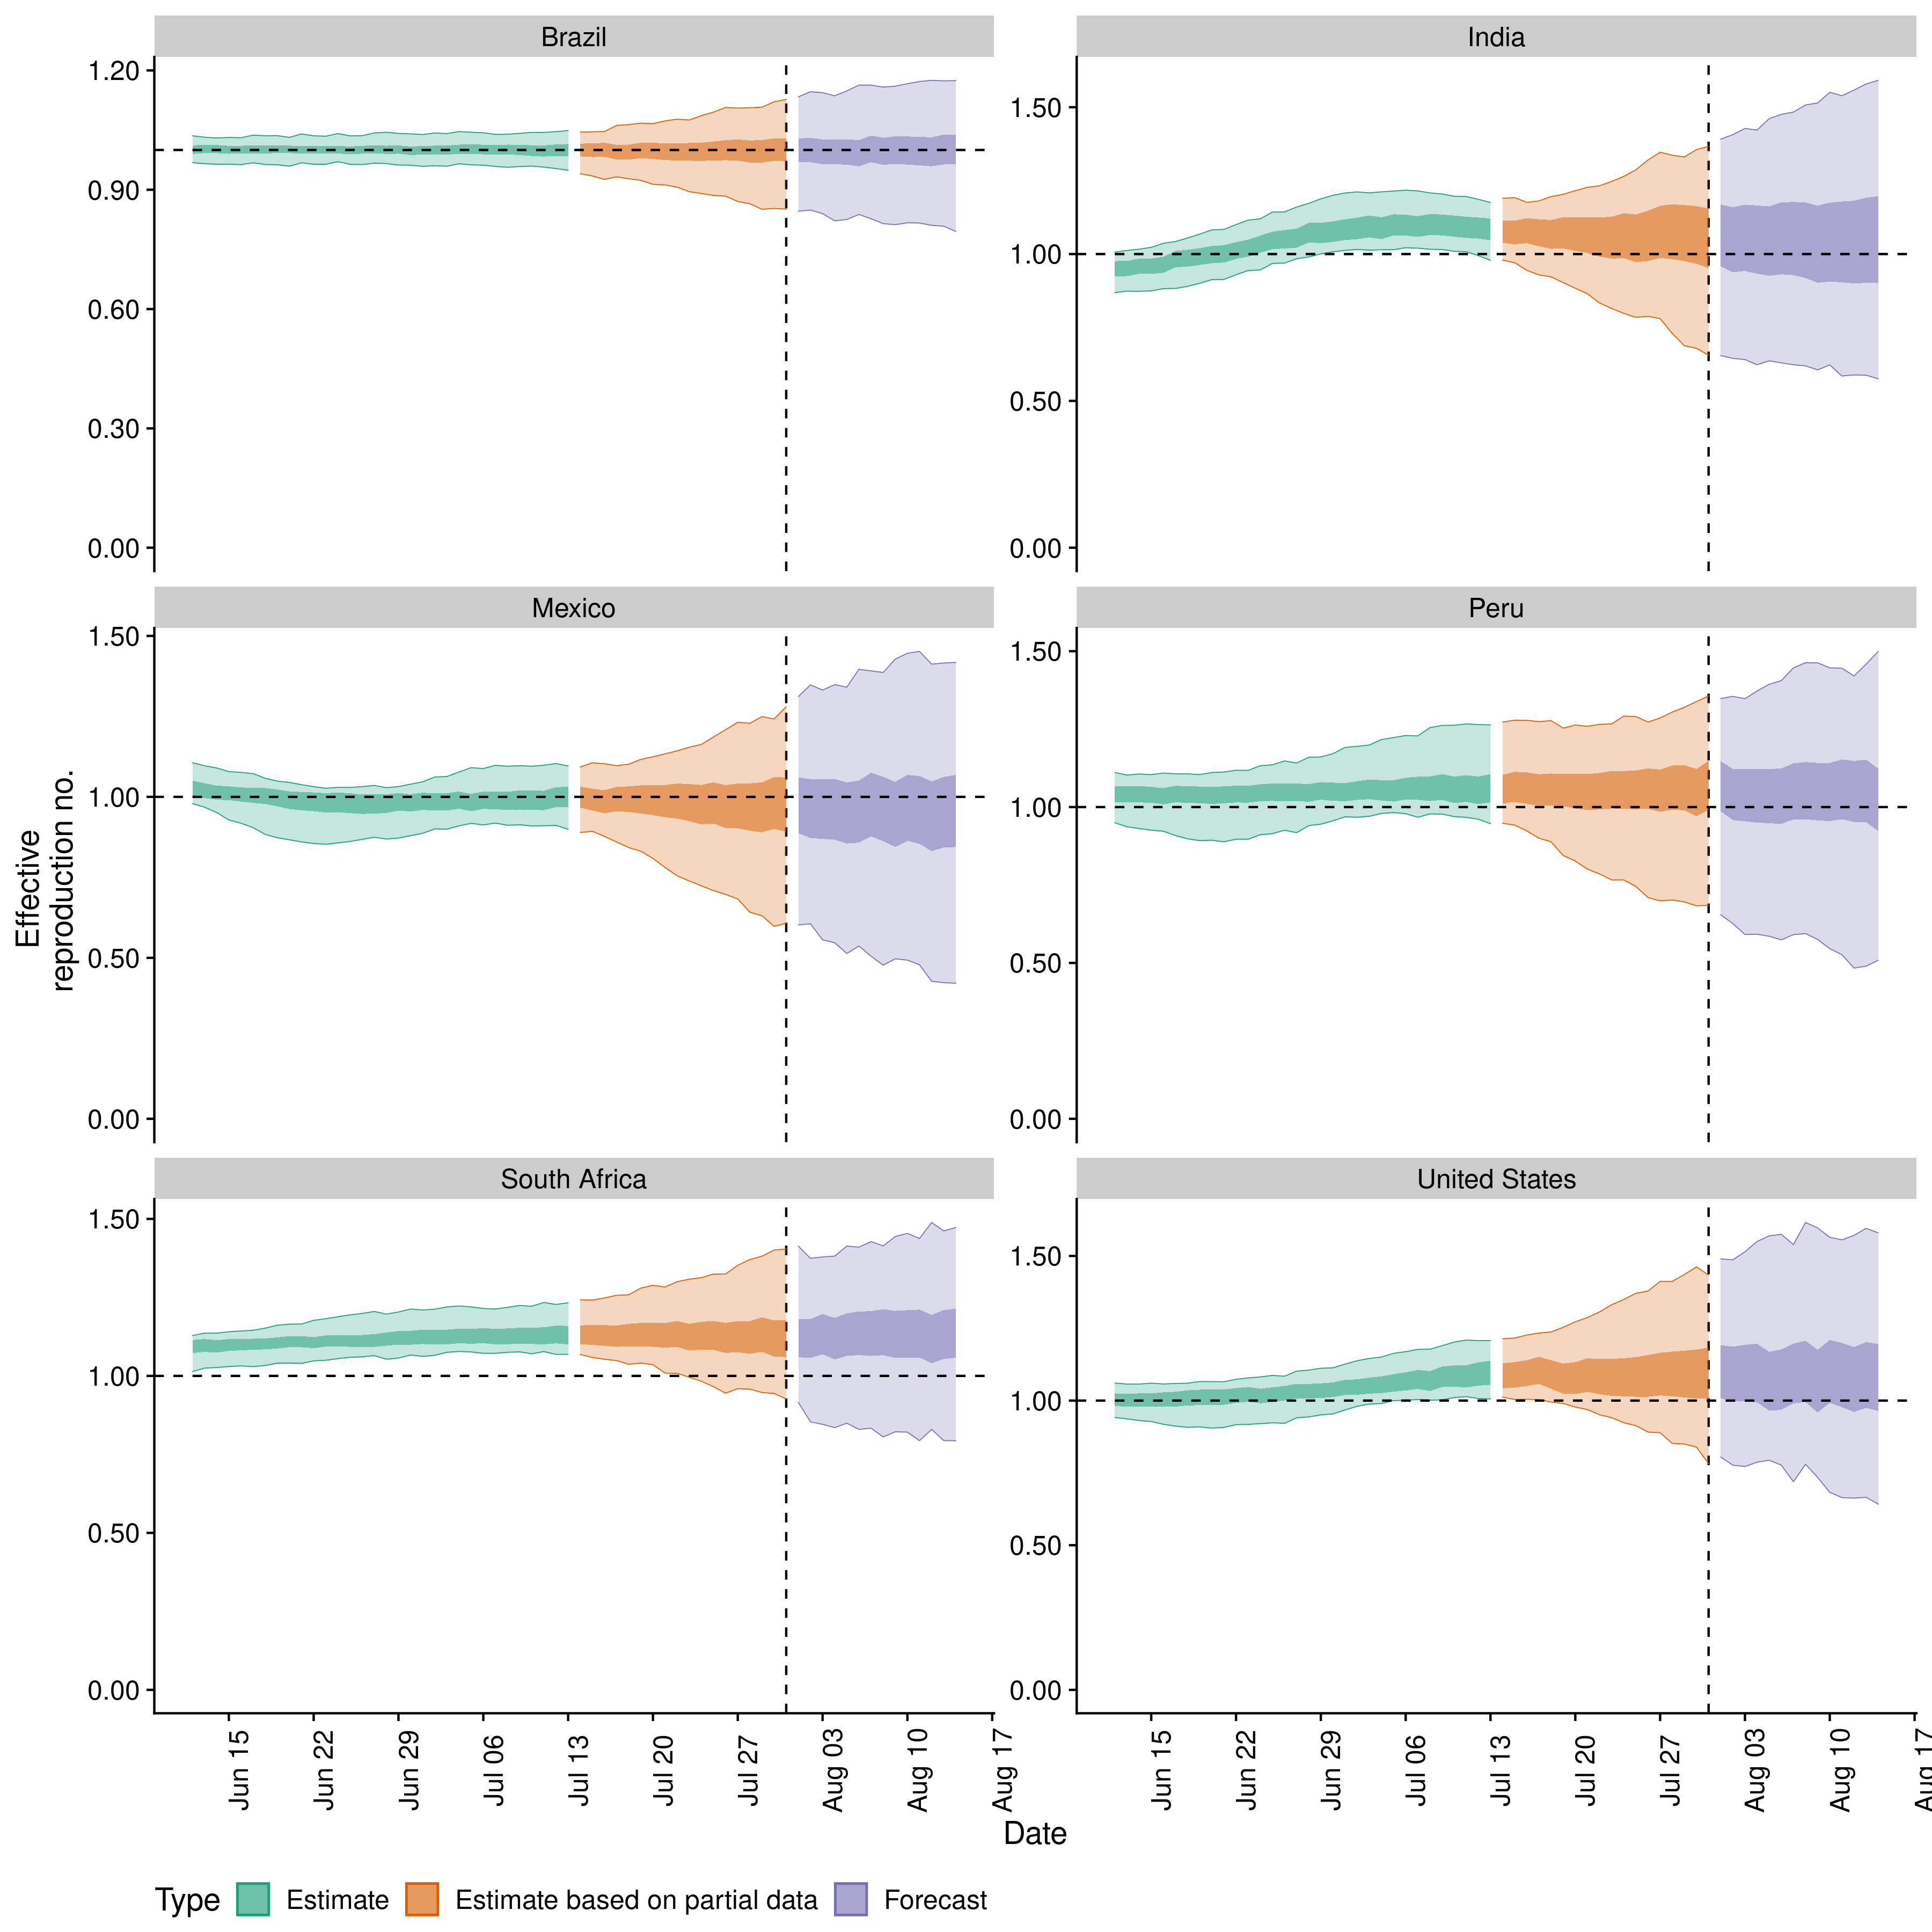 Brazil
India
1.20
0.90
0.60
0.30
0.00
1.50
1.00
0.50
0.00
Mexico
Peru
1.50
1.00
0.50
0.00
1.50
1.00
0.50
0.00
South Africa
United States
1.50
1.00
0.50
0.00
1.50
1.00
0.50
0.00
Effective
reproduction no.
Jun 15
Jun 22
Jun 29
Jul 06
Jul 13
Jul 20
Jul 27
Aug 03
Aug 10
Aug 17
Jun 15
Jun 22
Jun 29
Jul 06
Jul 13
Jul 20
Jul 27
Aug 03
Aug 10
Aug 17
Date
Type Estimate Estimate based on partial data Forecast